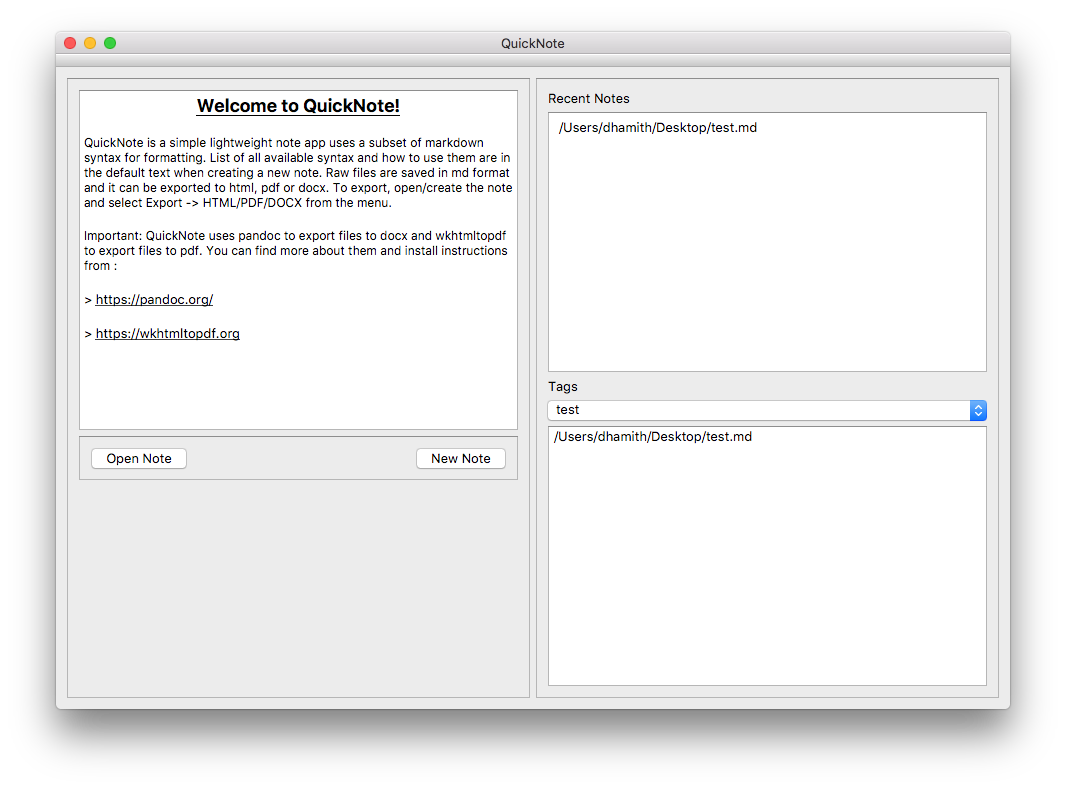 QuickNote
Welcome to QuickNote!
QuickNote is a simple lightweight note app uses a subset of markdown
syntax for formatting. List of all available syntax and how to use them are in
the default text when creating a new note. Raw files are saved in md format
and it can be exported to html, pdf or docx. To export, open/create the note
and select Export -> HTML/PDF/DOCX from the menu.
Important: QuickNote uses pandoc to export files to docx and wkhtmltopdf
to export files to pdf. You can find more about them and install instructions
from :
> https://pandoc.org/
> https://wkhtmltopdf.org
Open Note
New Note
Recent Notes
/Users/dhamith/Desktop/test.md
Tags
test
/Users/dhamith/Desktop/test.md